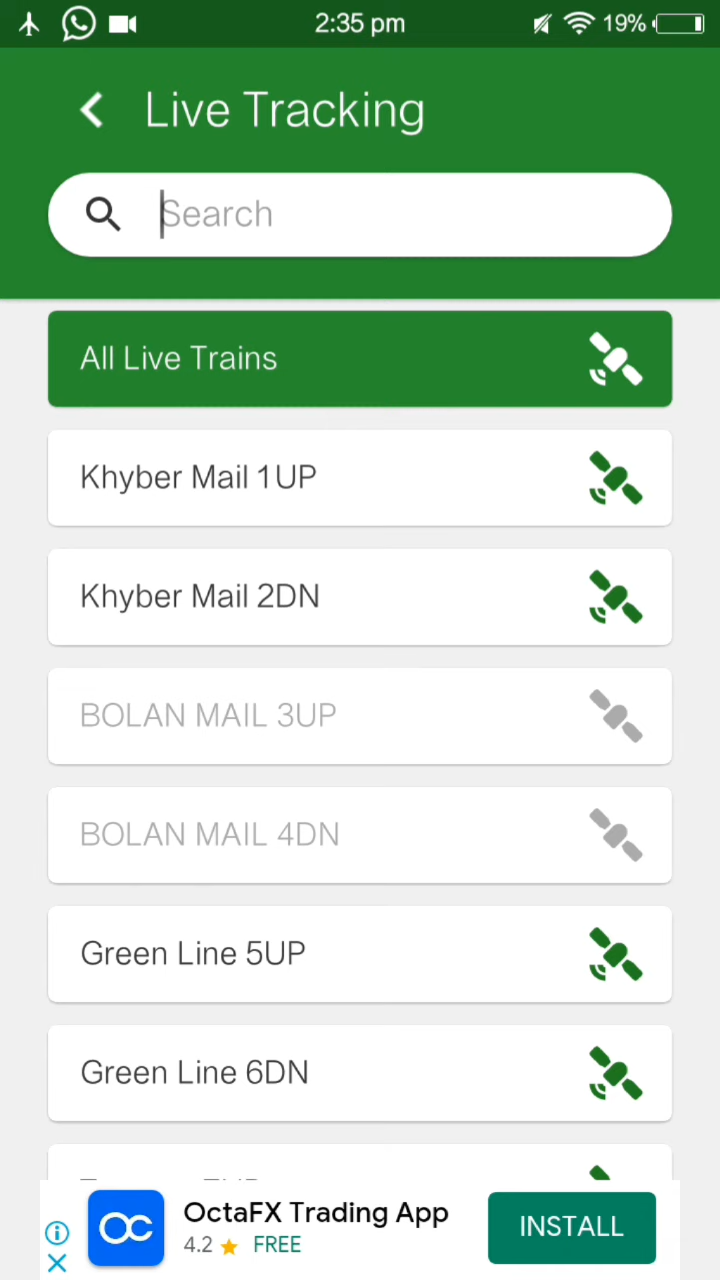 2:35 pm
19%
Live Tracking
Search
All Live Trains
Khyber Mail 1UP
Khyber Mail 2DN
BOLAN MAIL 3UP
BOLAN MAIL 4DN
Green Line 5UP
Green Line 6DN
OctaFX Trading App
4.2 FREE
INSTALL